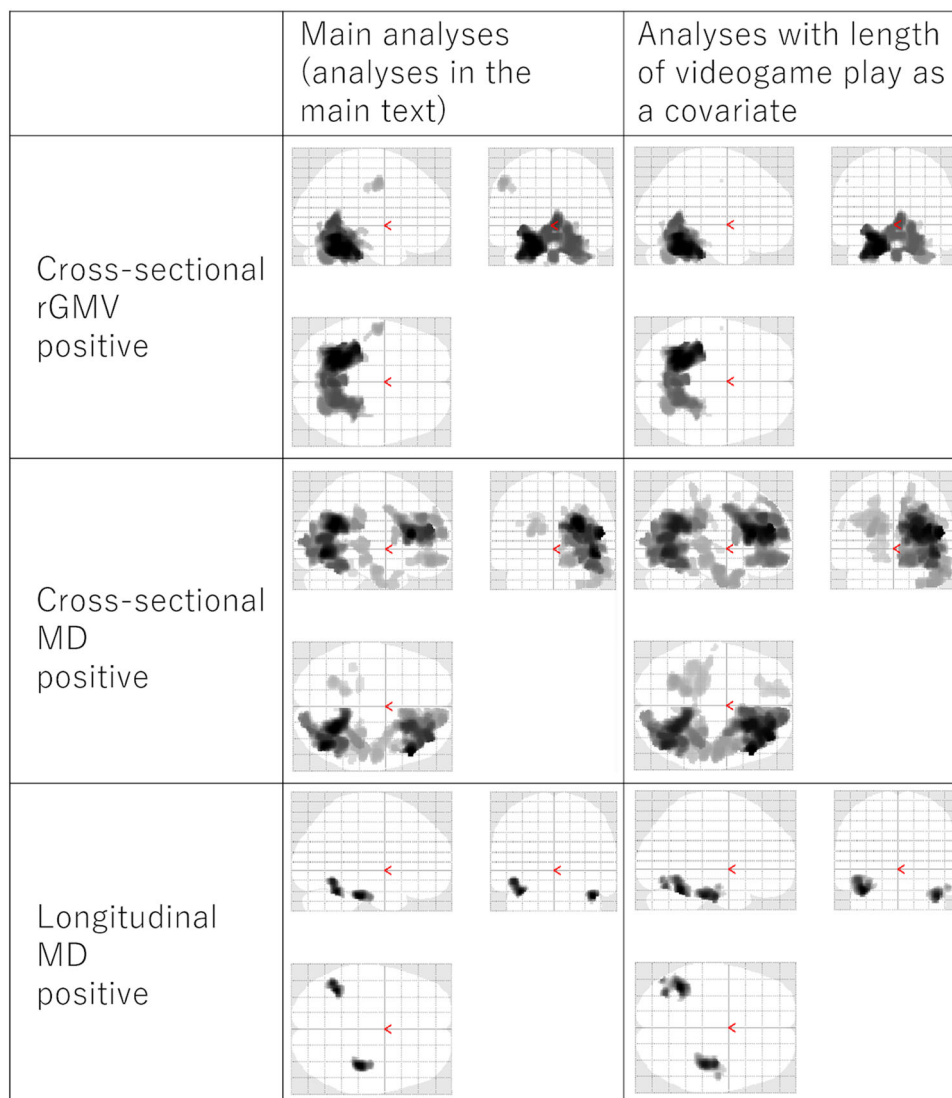 Main analyses
(analyses in the
main text)
Analyses with length
of videogame play as
a covariate
Cross-sectional
rGMV
positive
Cross-sectional
MD
positive
Longitudinal
MD
positive